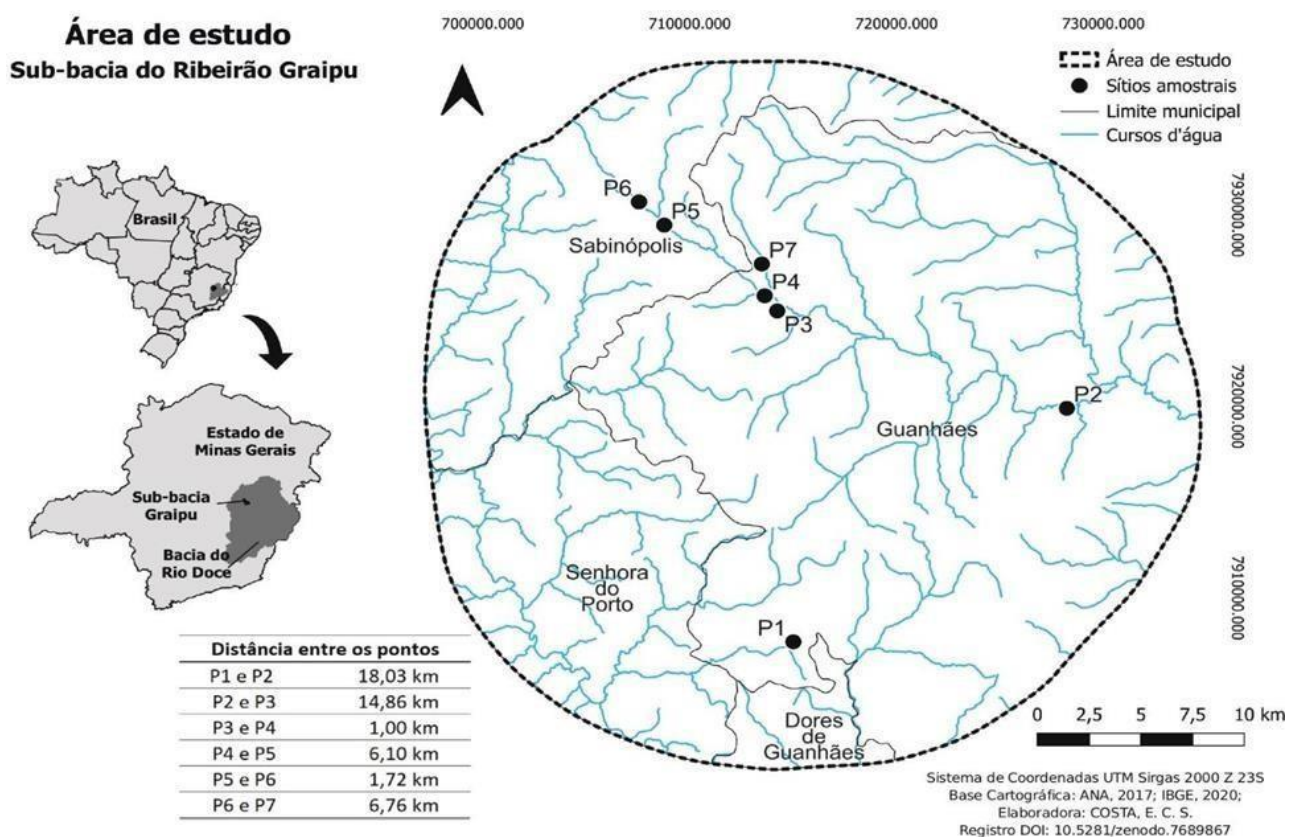 Área de estudo
Sub-bacia do Ribeirão Graipu
Brasil
Estado de
Minas Gerais
Sub-bacia
Graipu
Bacia do
Rio Doce
Distância entre os pontos
P1 e P2 18,03 km
P2 e P3 14,86 km
P3 e P4 1,00 km
P4 e P5 6,10 km
P5 e P6 1,72 km
P6 e P7 6,76 km
700000.000 710000.000 720000.000 730000.000
Área de estudo
Sítios amostrais
Limite municipal
Cursos d'água
7930000.000
7920000.000
7910000.000
P6
P5
Sabinópolis
P7
P4
P3
P2
Guanhães
Senhora
do
Porto
P1
Dores
de
Guanhães
0 2,5 5 7,5 10 km
Sistema de Coordenadas UTM Sirgas 2000 Z 23S
Base Cartográfica: ANA, 2017; IBGE, 2020;
Elaboradora: COSTA, E. C. S.
Registro DOI: 10.5281/zenodo.7689867